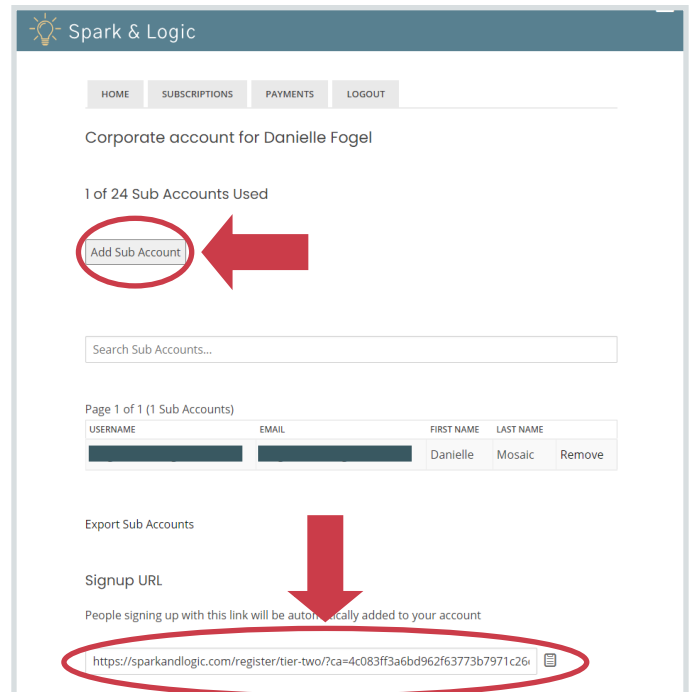 Spark & Logic
HOME SUBSCRIPTIONS PAYMENTS LOGOUT
Corporate account for Danielle Fogel
1 of 24 Sub Accounts Used
Add Sub Account
Search Sub Accounts...
Page 1 of 1 (1 Sub Accounts)
USERNAME EMAIL FIRST NAME LAST NAME
Danielle Mosaic Remove
Export Sub Accounts
Signup URL
People signing up with this link will be automatically added to your account
https://sparkandlogic.com/register/tier-two/?ca=4c083ff3a6bd962f63773b7971c26